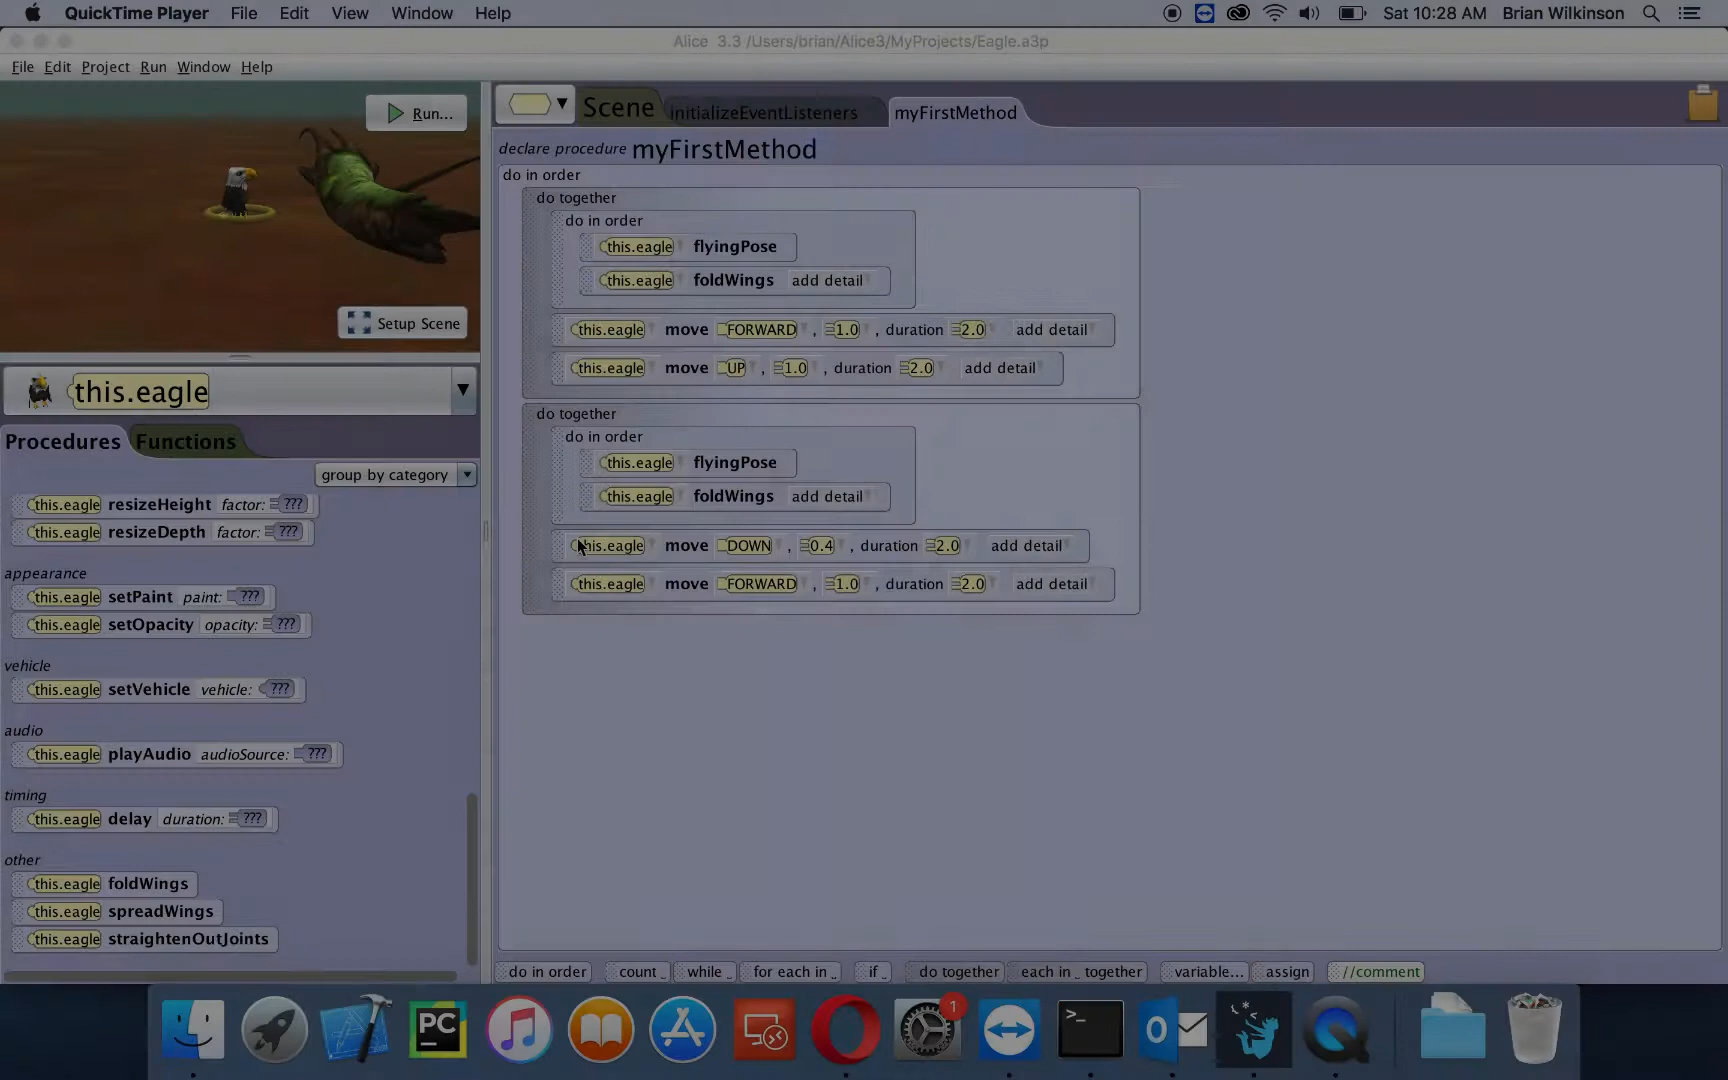 QuickTime Player File Edit View Window Help Sat 10:28 AM Brian Wilkinson
Alice 3.3 /Users/brian/Alice3/MyProjects/Eagle.a3p
File Edit Project Run Window Help
Run...
Setup Scene
this.eagle
Procedures Functions
group by category
this.eagle resizeHeight factor: ???
this.eagle resizeDepth factor: ???
appearance
this.eagle setPaint paint: ???
this.eagle setOpacity opacity: ???
vehicle
this.eagle setVehicle vehicle: ???
audio
this.eagle playAudio audioSource: ???
timing
this.eagle delay duration: ???
other
this.eagle foldWings
this.eagle spreadWings
this.eagle straightenOutJoints
Scene initializeEventListeners myFirstMethod
declare procedure myFirstMethod
do in order
do together
do in order
this.eagle flyingPose
this.eagle foldWings add detail
this.eagle move FORWARD , 1.0 , duration 2.0 add detail
this.eagle move UP , 1.0 , duration 2.0 add detail
do together
do in order
this.eagle flyingPose
this.eagle foldWings add detail
this.eagle move DOWN , 0.4 , duration 2.0 add detail
this.eagle move FORWARD , 1.0 , duration 2.0 add detail
do in order count _ while _ for each in _ if _ do together each in _ together variable... assign //comment
PC
1
>_
O